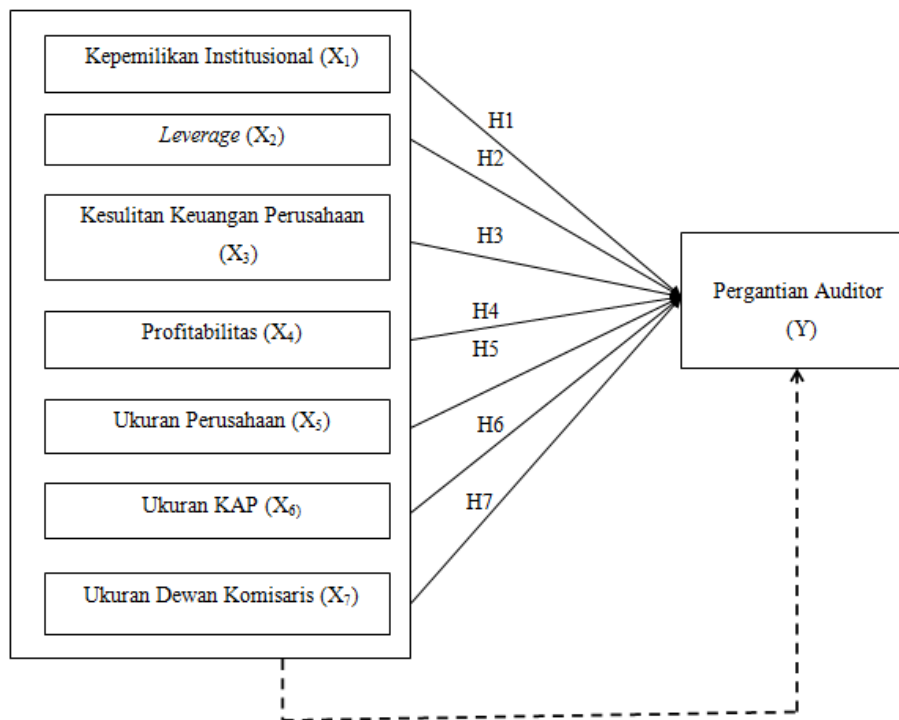 Kepemilikan Institusional (X₁)
Leverage (X₂)
Kesulitan Keuangan Perusahaan
(X₃)
Profitabilitas (X₄)
Ukuran Perusahaan (X₅)
Ukuran KAP (X₆)
Ukuran Dewan Komisaris (X₇)
H1
H2
H3
H4
H5
H6
H7
Pergantian Auditor
(Y)